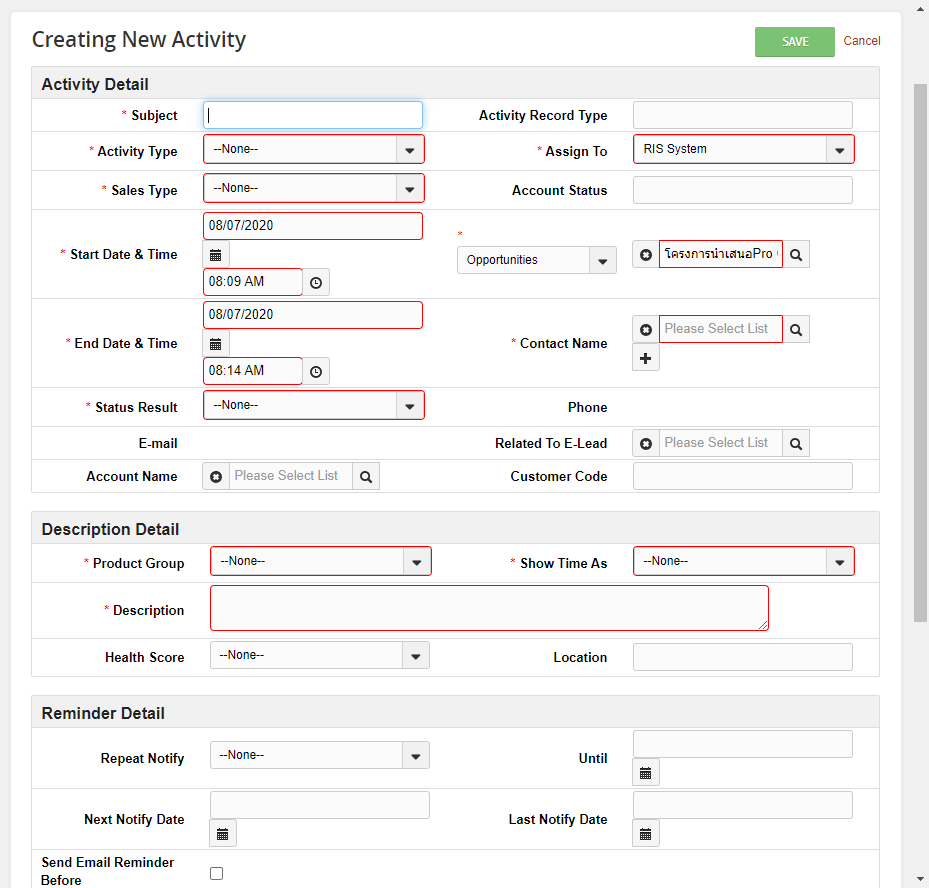 Creating New Activity
SAVE Cancel
Activity Detail
* Subject
Activity Record Type
* Activity Type --None--
* Assign To RIS System
* Sales Type --None--
Account Status
* Start Date & Time 08/07/2020
08:09 AM
* Opportunities โครงการนำเสนอPro
* End Date & Time 08/07/2020
08:14 AM
* Contact Name Please Select List
* Status Result --None--
Phone
E-mail
Related To E-Lead Please Select List
Account Name Please Select List
Customer Code
Description Detail
* Product Group --None--
* Show Time As --None--
* Description
Health Score --None--
Location
Reminder Detail
Repeat Notify --None--
Until
Next Notify Date
Last Notify Date
Send Email Reminder
Before